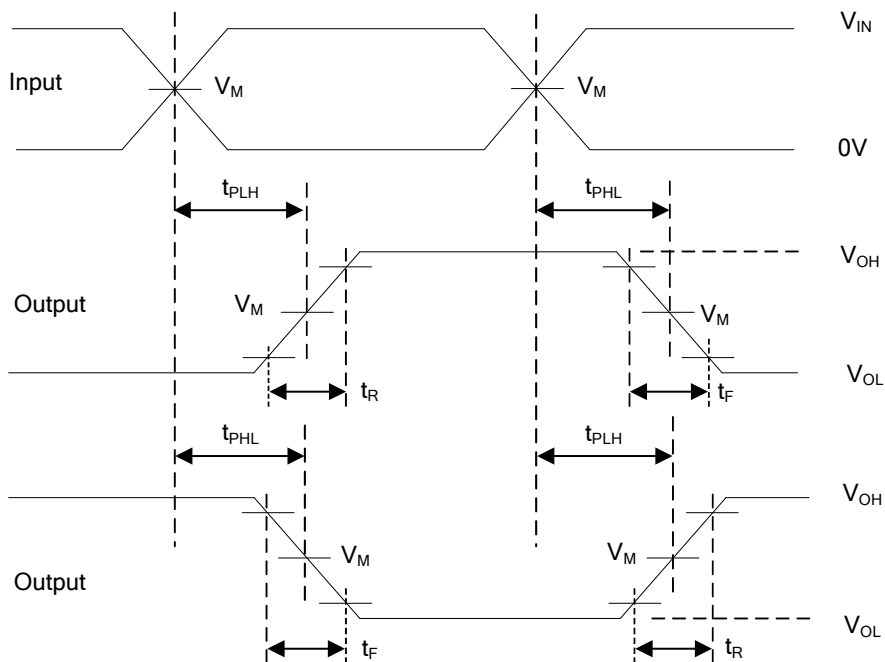 V_IN
Input
V_M
V_M
0V
t_PLH
t_PHL
V_OH
Output
V_M
V_M
t_R
t_F
V_OL
t_PHL
t_PLH
V_OH
V_M
V_M
Output
V_OL
t_F
t_R